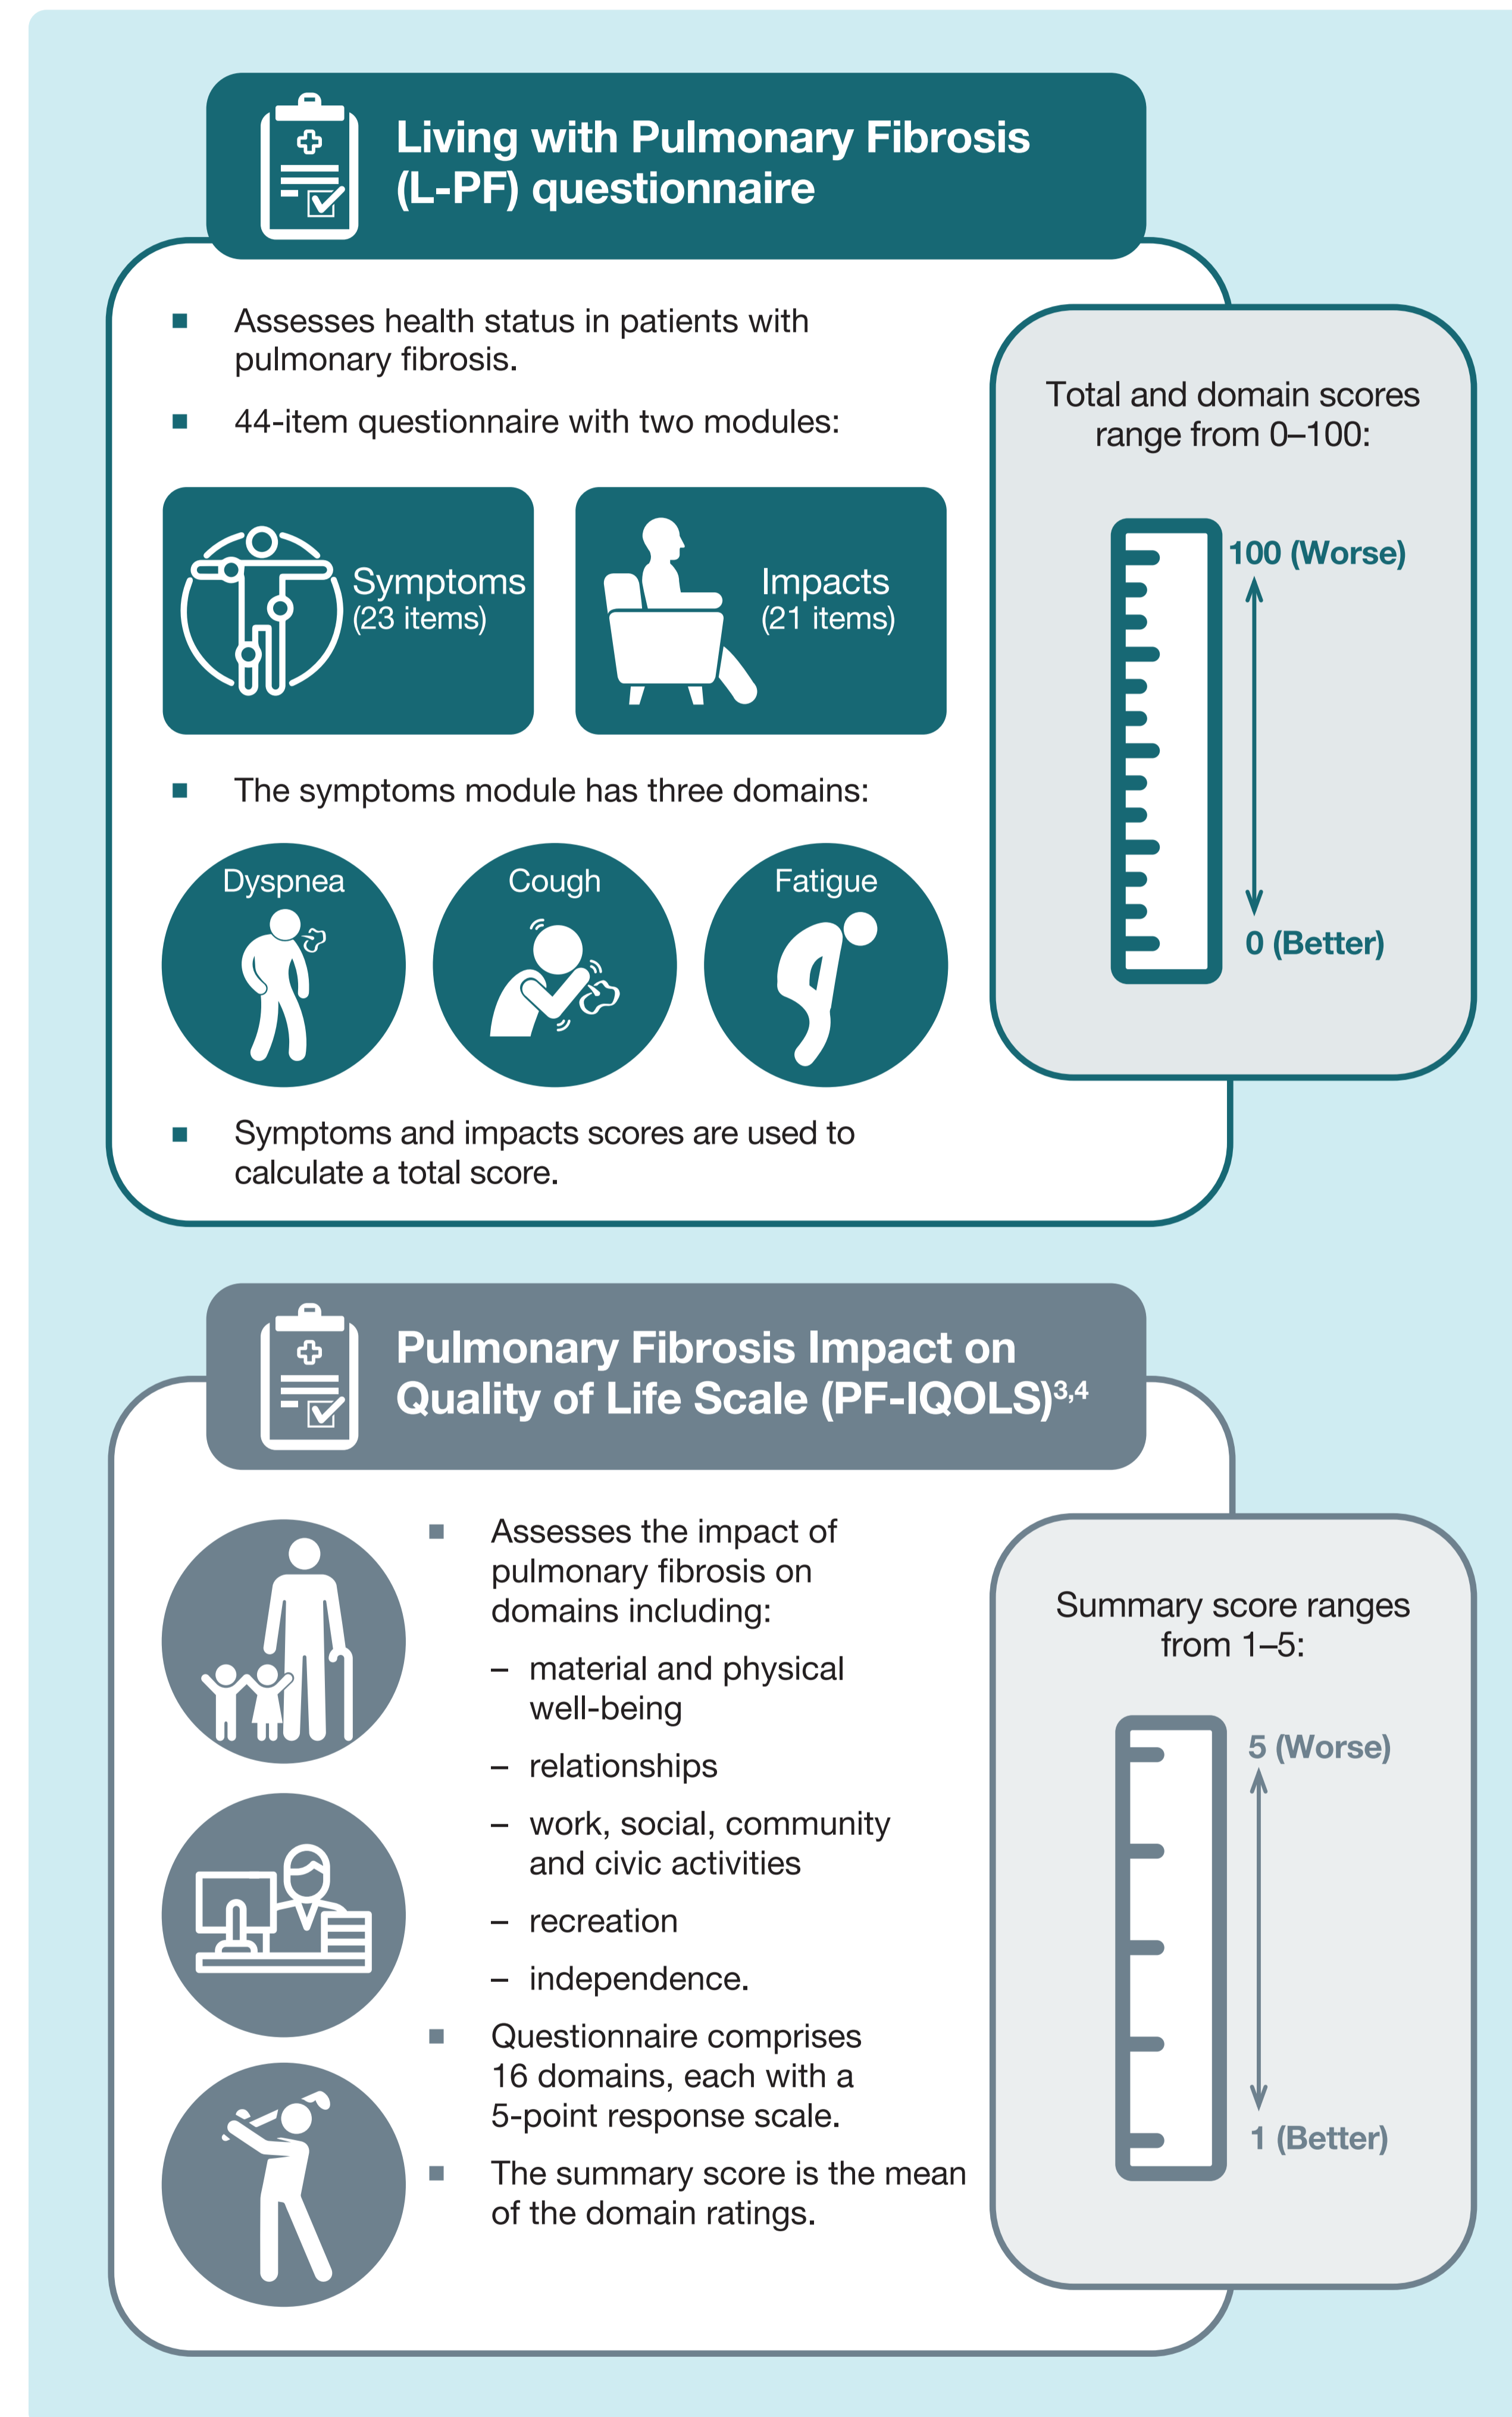 Living with Pulmonary Fibrosis
(L-PF) questionnaire
■ Assesses health status in patients with
pulmonary fibrosis.
■ 44-item questionnaire with two modules:
Symptoms
(23 items)
Impacts
(21 items)
■ The symptoms module has three domains:
Dyspnea
Cough
Fatigue
■ Symptoms and impacts scores are used to
calculate a total score.
Total and domain scores
range from 0–100:
100 (Worse)
0 (Better)
Pulmonary Fibrosis Impact on
Quality of Life Scale (PF-IQOLS)3,4
■ Assesses the impact of
pulmonary fibrosis on
domains including:
– material and physical
well-being
– relationships
– work, social, community
and civic activities
– recreation
– independence.
■ Questionnaire comprises
16 domains, each with a
5-point response scale.
■ The summary score is the mean
of the domain ratings.
Summary score ranges
from 1–5:
5 (Worse)
1 (Better)